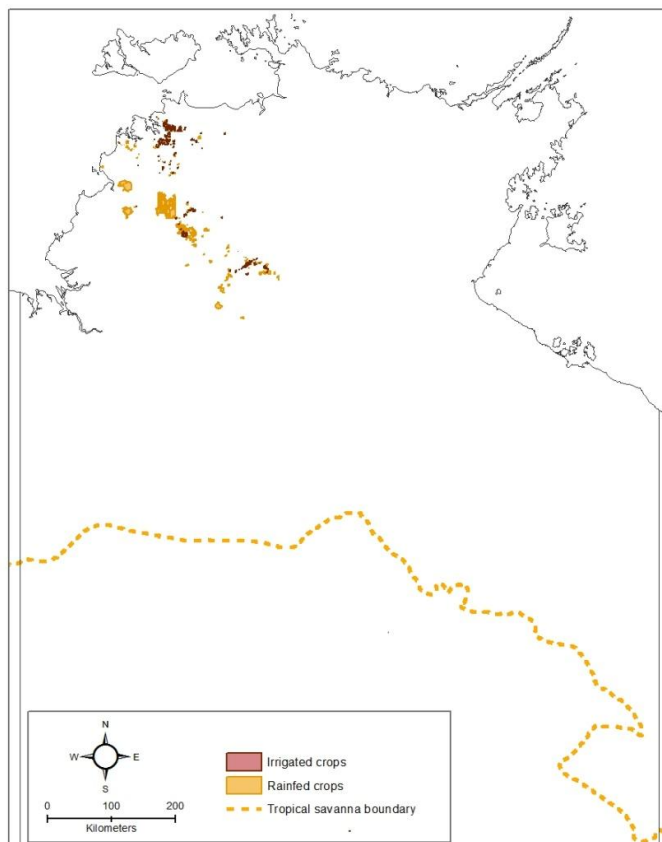 N
W E
S
0 100 200
Kilometers
Irrigated crops
Rainfed crops
Tropical savanna boundary